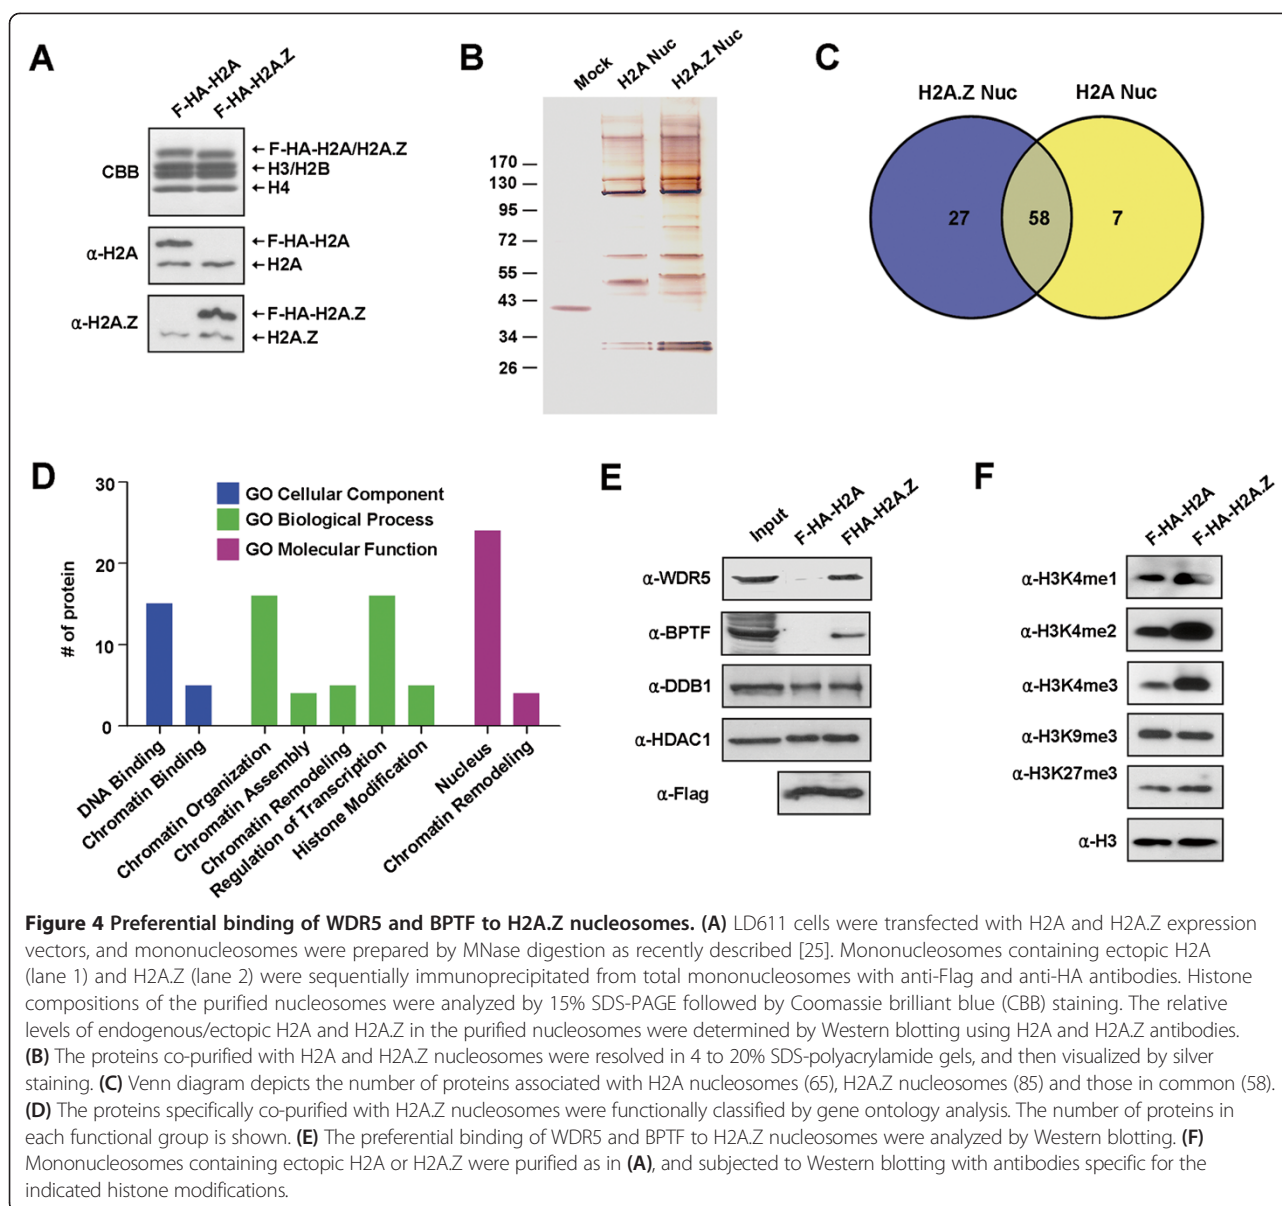 A
F-HA-H2A
F-HA-H2A.Z
CBB
←F-HA-H2A/H2A.Z
←H3/H2B
←H4
α-H2A
←F-HA-H2A
←H2A
α-H2A.Z
←F-HA-H2A.Z
←H2A.Z
B
Mock
H2A Nuc
H2A.Z Nuc
170
130
95
72
55
43
34
26
C
H2A.Z Nuc
H2A Nuc
27
58
7
D
# of protein
30
20
10
0
GO Cellular Component
GO Biological Process
GO Molecular Function
DNA Binding
Chromatin Binding
Chromatin Organization
Chromatin Assembly
Chromatin Remodeling
Regulation of Transcription
Histone Modification
Nucleus
Chromatin Remodeling
E
Input
F-HA-H2A
FHA-H2A.Z
α-WDR5
α-BPTF
α-DDB1
α-HDAC1
α-Flag
F
F-HA-H2A
F-HA-H2A.Z
α-H3K4me1
α-H3K4me2
α-H3K4me3
α-H3K9me3
α-H3K27me3
α-H3
Figure 4 Preferential binding of WDR5 and BPTF to H2A.Z nucleosomes. (A) LD611 cells were transfected with H2A and H2A.Z expression
vectors, and mononucleosomes were prepared by MNase digestion as recently described [25]. Mononucleosomes containing ectopic H2A
(lane 1) and H2A.Z (lane 2) were sequentially immunoprecipitated from total mononucleosomes with anti-Flag and anti-HA antibodies. Histone
compositions of the purified nucleosomes were analyzed by 15% SDS-PAGE followed by Coomassie brilliant blue (CBB) staining. The relative
levels of endogenous/ectopic H2A and H2A.Z in the purified nucleosomes were determined by Western blotting using H2A and H2A.Z antibodies.
(B) The proteins co-purified with H2A and H2A.Z nucleosomes were resolved in 4 to 20% SDS-polyacrylamide gels, and then visualized by silver
staining. (C) Venn diagram depicts the number of proteins associated with H2A nucleosomes (65), H2A.Z nucleosomes (85) and those in common (58).
(D) The proteins specifically co-purified with H2A.Z nucleosomes were functionally classified by gene ontology analysis. The number of proteins in
each functional group is shown. (E) The preferential binding of WDR5 and BPTF to H2A.Z nucleosomes were analyzed by Western blotting. (F)
Mononucleosomes containing ectopic H2A or H2A.Z were purified as in (A), and subjected to Western blotting with antibodies specific for the
indicated histone modifications.